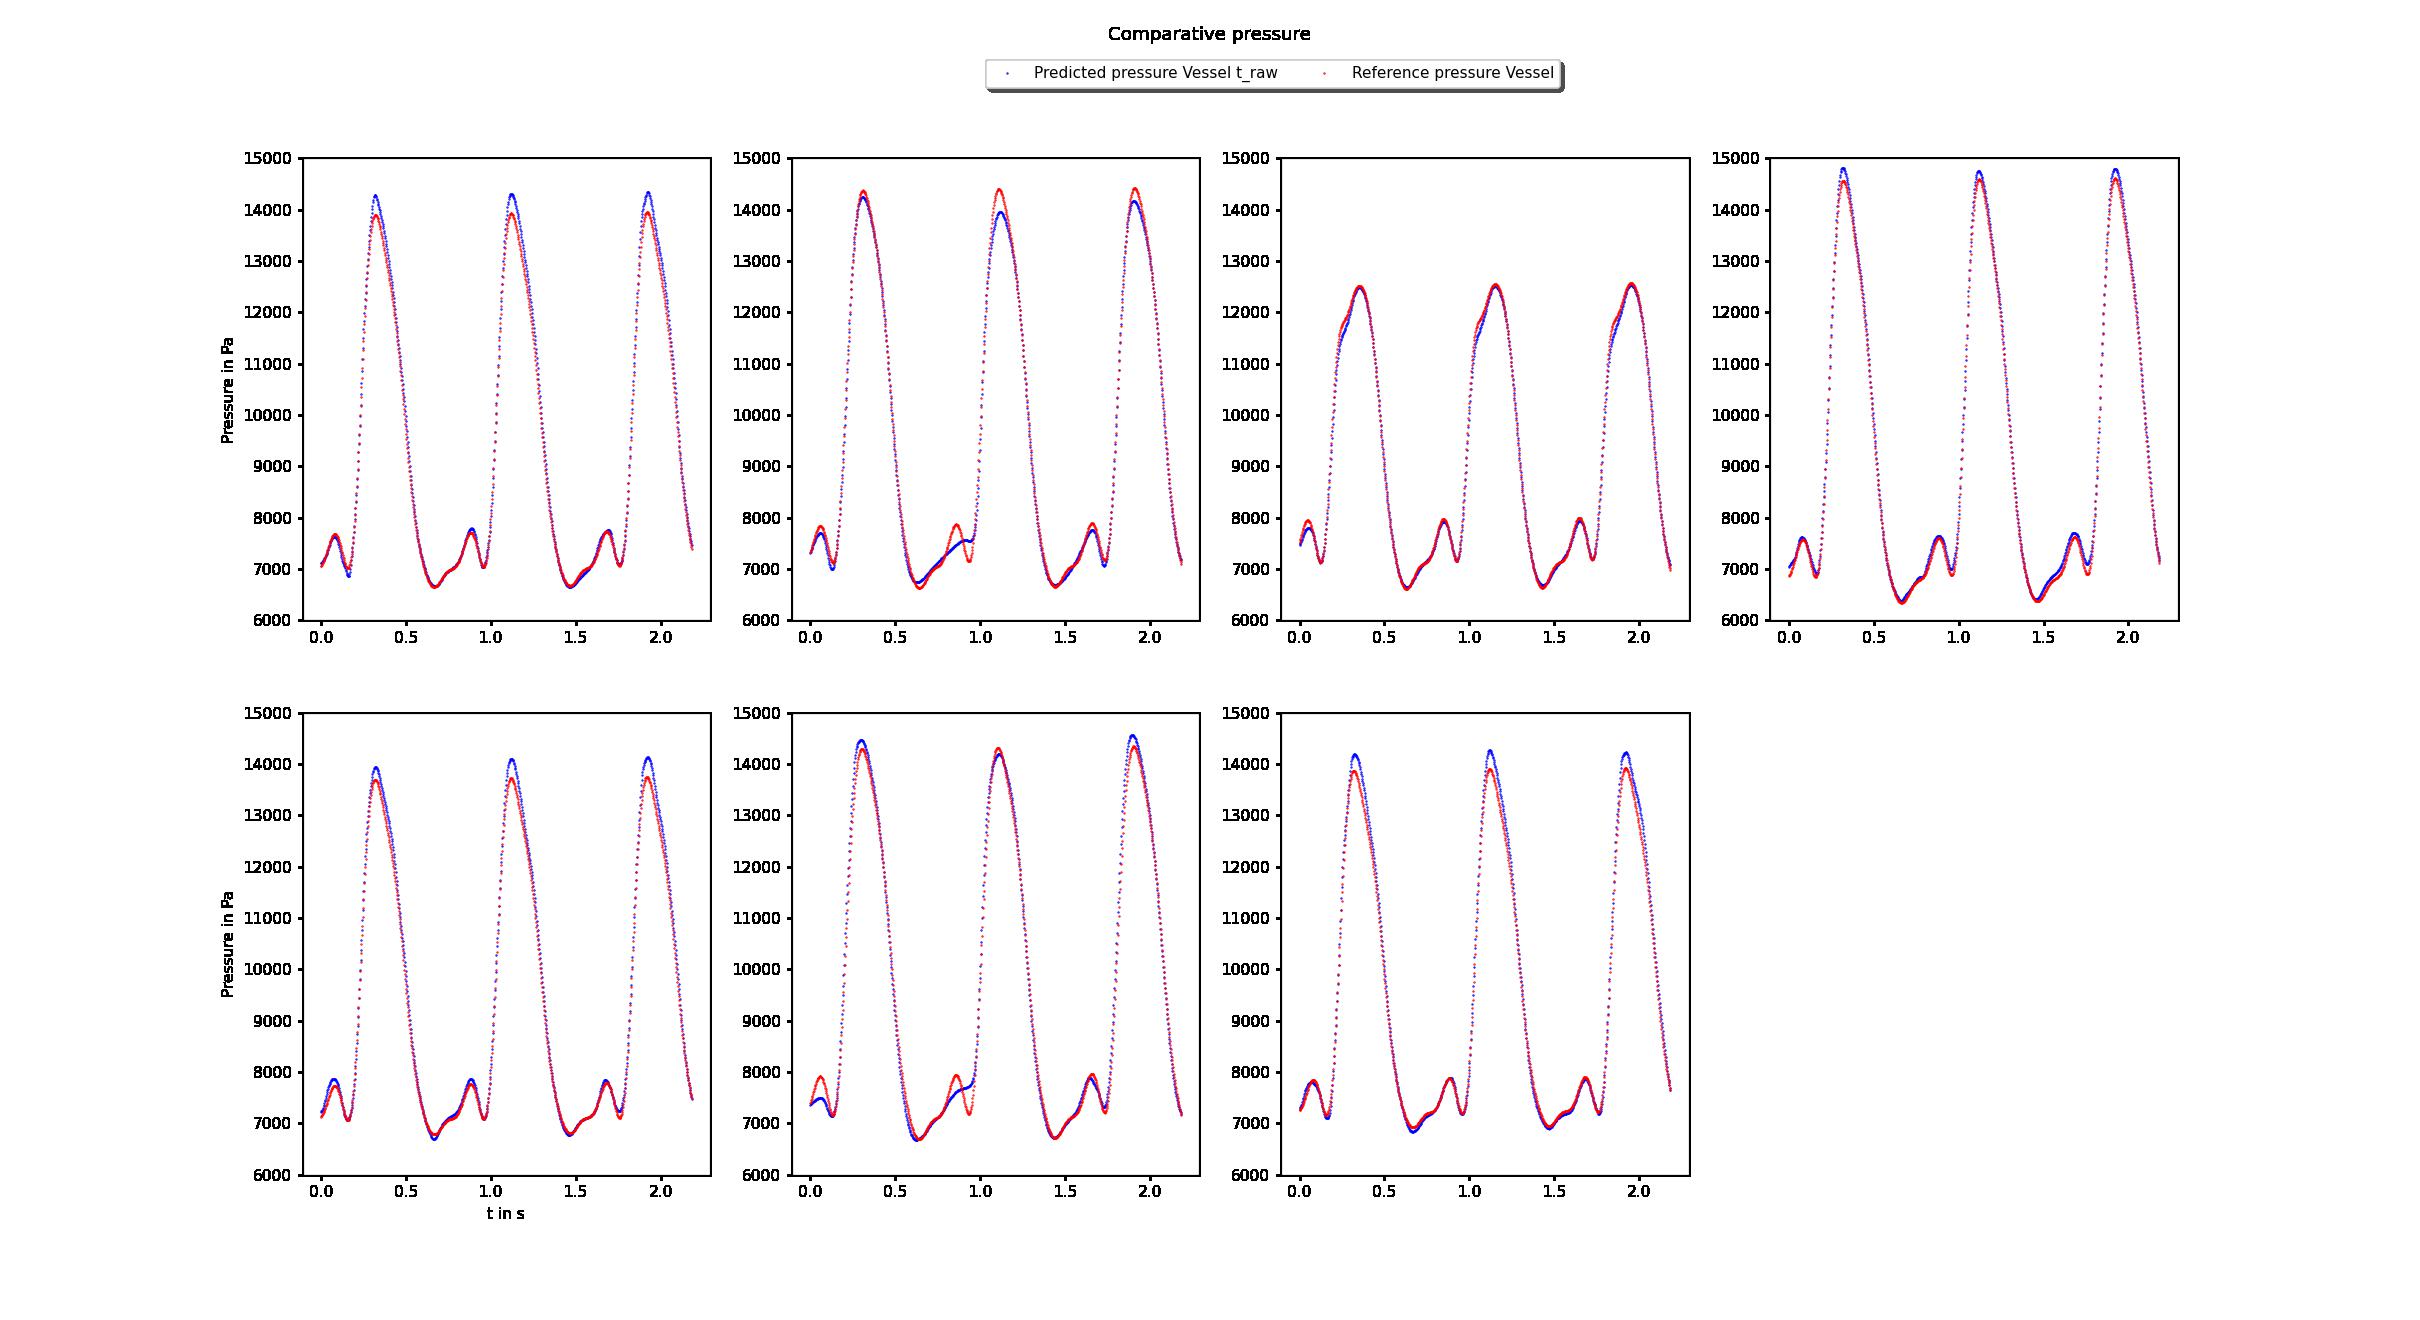 Comparative pressure
Predicted pressure Vessel t_raw Reference pressure Vessel
15000 15000 15000 15000
14000 14000 14000 14000
13000 13000 13000 13000
12000 12000 12000 12000
11000 11000 11000 11000
Pressure in Pa
10000 10000 10000 10000
9000 9000 9000 9000
8000 8000 8000 8000
7000 7000 7000 7000
6000 6000 6000 6000
0.0 0.5 1.0 1.5 2.0 0.0 0.5 1.0 1.5 2.0 0.0 0.5 1.0 1.5 2.0 0.0 0.5 1.0 1.5 2.0
15000 15000 15000
14000 14000 14000
13000 13000 13000
12000 12000 12000
11000 11000 11000
Pressure in Pa
10000 10000 10000
9000 9000 9000
8000 8000 8000
7000 7000 7000
6000 6000 6000
0.0 0.5 1.0 1.5 2.0 0.0 0.5 1.0 1.5 2.0 0.0 0.5 1.0 1.5 2.0
t in s